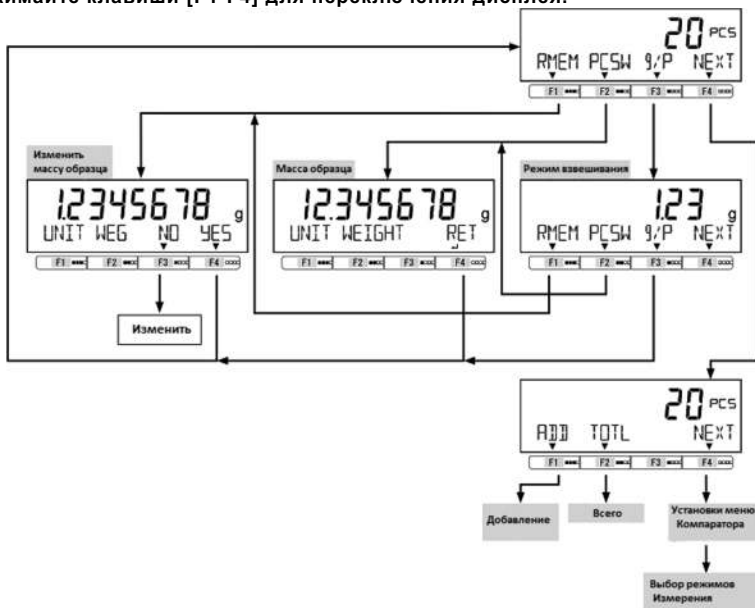 жимайте клавиши [F1-F4] для переключения дисплея.
20 PCS
RMEM PCSW g/P NEXT
F1 F2 F3 F4
Изменить
массу образца
1.2345678 g
UNIT WEG NO YES
F1 F2 F3 F4
Изменить
Масса образца
12.345678 g
UNIT WEIGHT RET
F1 F2 F3 F4
Режим взвешивания
1.23 g
RMEM PCSW g/P NEXT
F1 F2 F3 F4
20 PCS
ADD TOTL NEXT
F1 F2 F3 F4
Добавление
Всего
Установки меню
Компаратора
Выбор режимов
Измерения